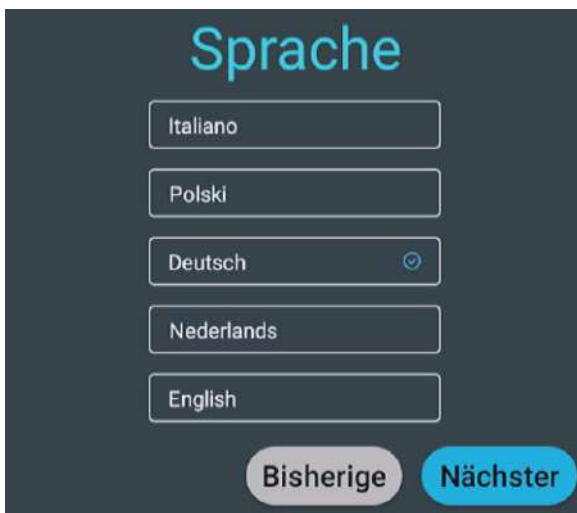 Sprache
Italiano
Polski
Deutsch
Nederlands
English
Bisherige Nächster